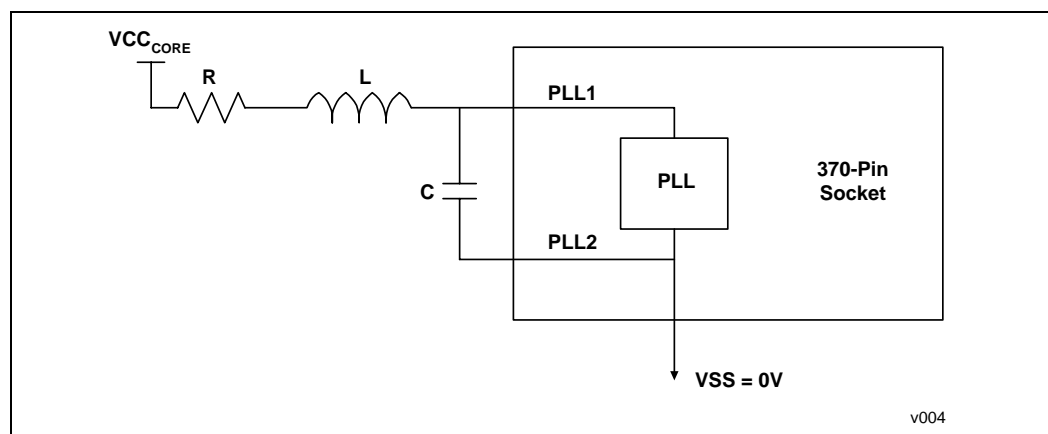 VCC_CORE
R
L
PLL1
C
PLL
370-Pin
Socket
PLL2
VSS = 0V
v004